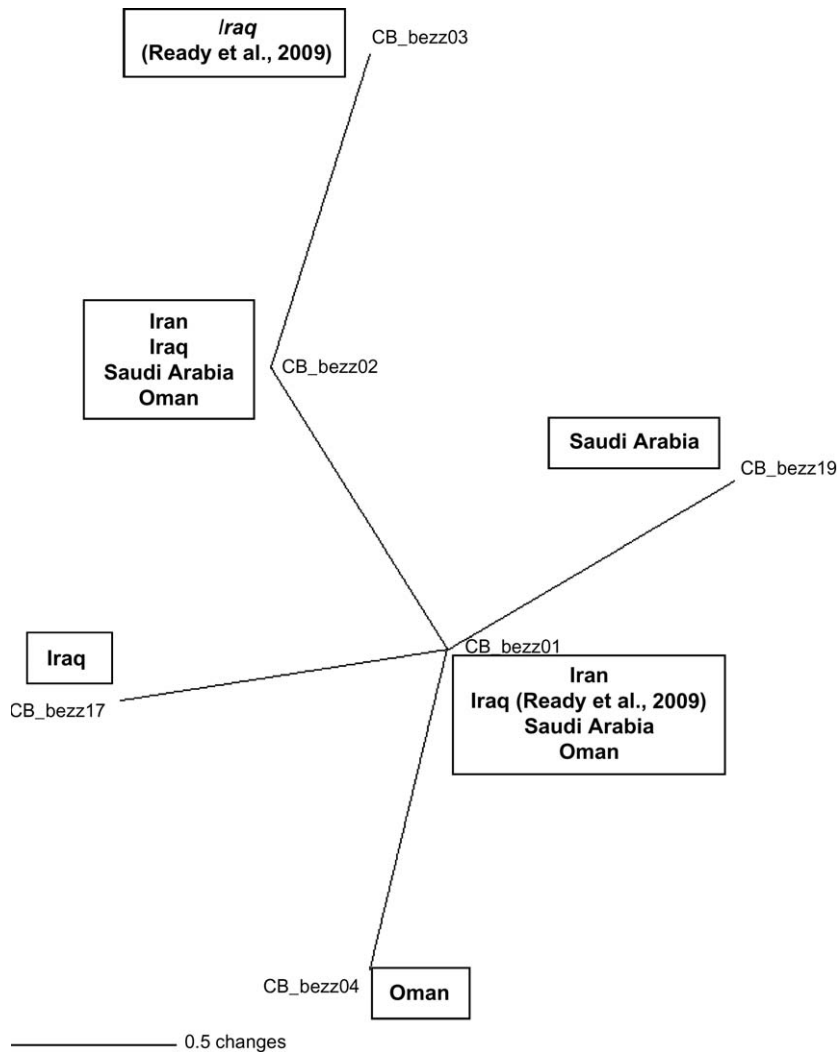 Iraq
(Ready et al., 2009)
CB_bezz03
Iran
Iraq
Saudi Arabia
Oman
CB_bezz02
Saudi Arabia
CB_bezz19
Iraq
CB_bezz17
CB_bezz01
Iran
Iraq (Ready et al., 2009)
Saudi Arabia
Oman
CB_bezz04
Oman
0.5 changes